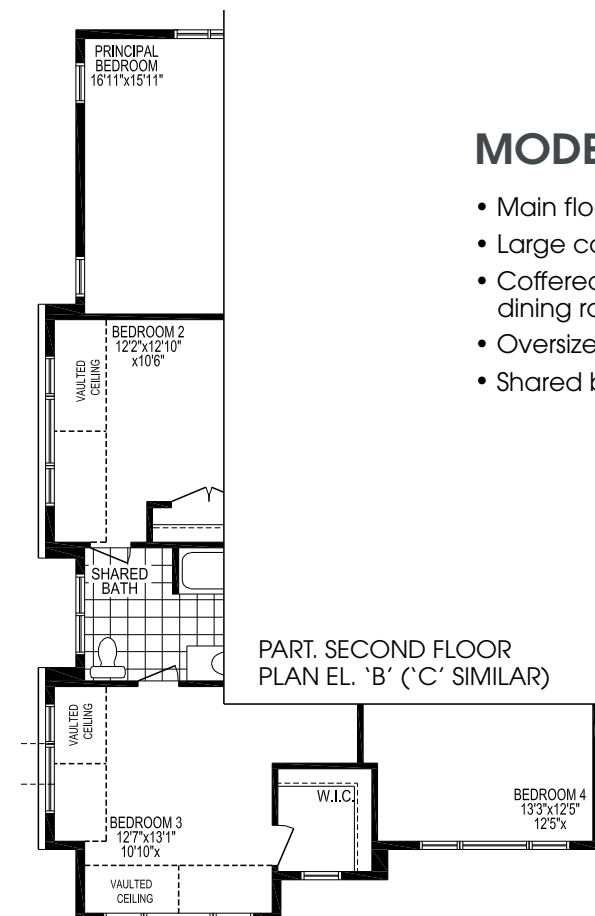 PRINCIPAL
BEDROOM
16'11"x15'11"
MODE
• Main flo
• Large co
• Coffered
dining ro
• Oversize
• Shared b
BEDROOM 2
12'2"x12'10"
x10'6"
VAULTED
CEILING
SHARED
BATH
PART. SECOND FLOOR
PLAN EL. ‘B’ (‘C’ SIMILAR)
VAULTED
CEILING
W.I.C.
BEDROOM 4
13'3"x12'5"
12'5"x
BEDROOM 3
12'7"x13'1"
10'10"x
VAULTED
CEILING